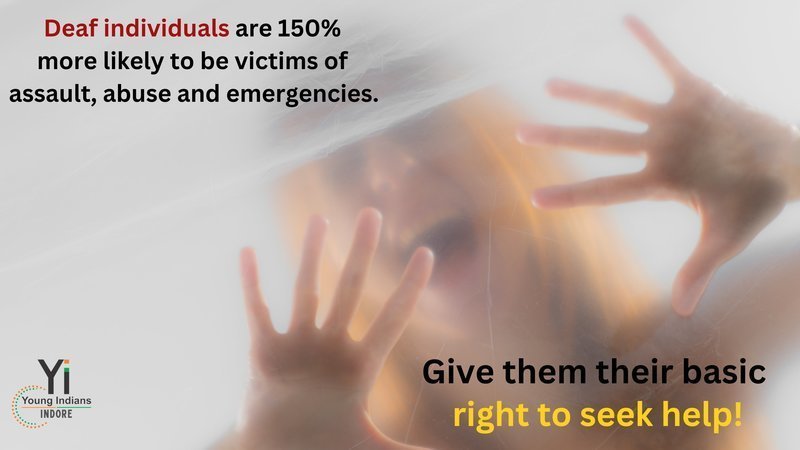 Deaf individuals are 150%
more likely to be victims of
assault, abuse and emergencies.
Give them their basic
right to seek help!
Yi
Young Indians
INDORE